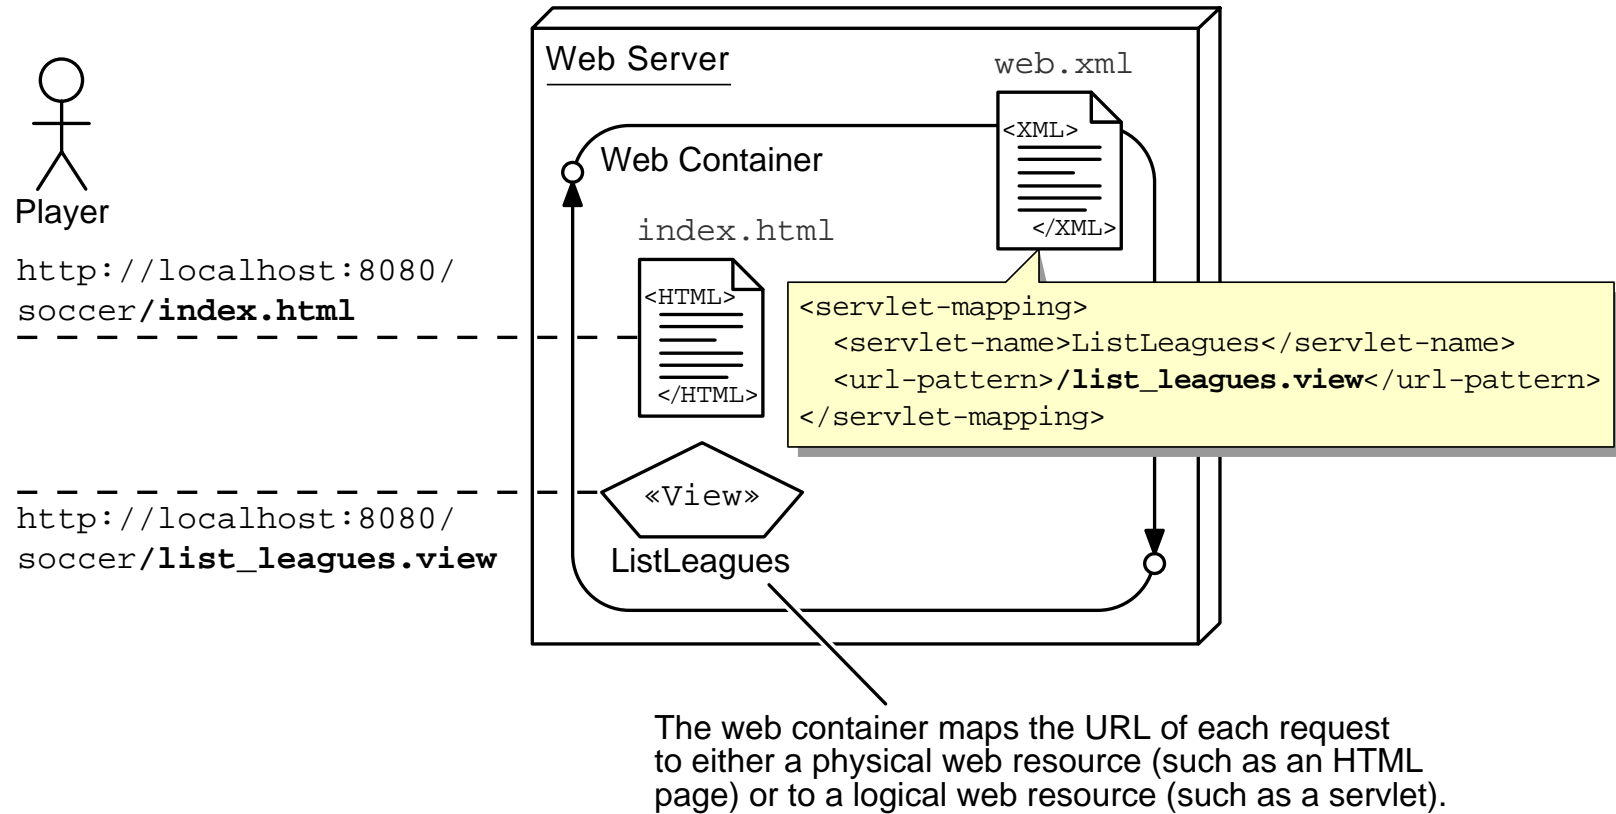 Web Server
web.xml
<XML>
</XML>
Web Container
Player
index.html
<HTML>
</HTML>
http://localhost:8080/
soccer/index.html
<servlet-mapping>
<servlet-name>ListLeagues</servlet-name>
<url-pattern>/list_leagues.view</url-pattern>
</servlet-mapping>
«View»
ListLeagues
http://localhost:8080/
soccer/list_leagues.view
The web container maps the URL of each request
to either a physical web resource (such as an HTML
page) or to a logical web resource (such as a servlet).